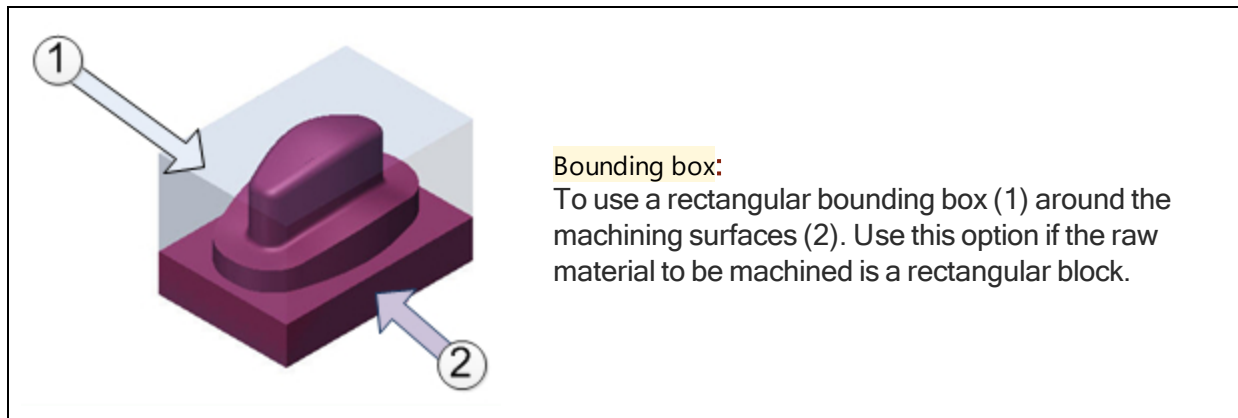 1
Bounding box:
To use a rectangular bounding box (1) around the
machining surfaces (2). Use this option if the raw
material to be machined is a rectangular block.
2